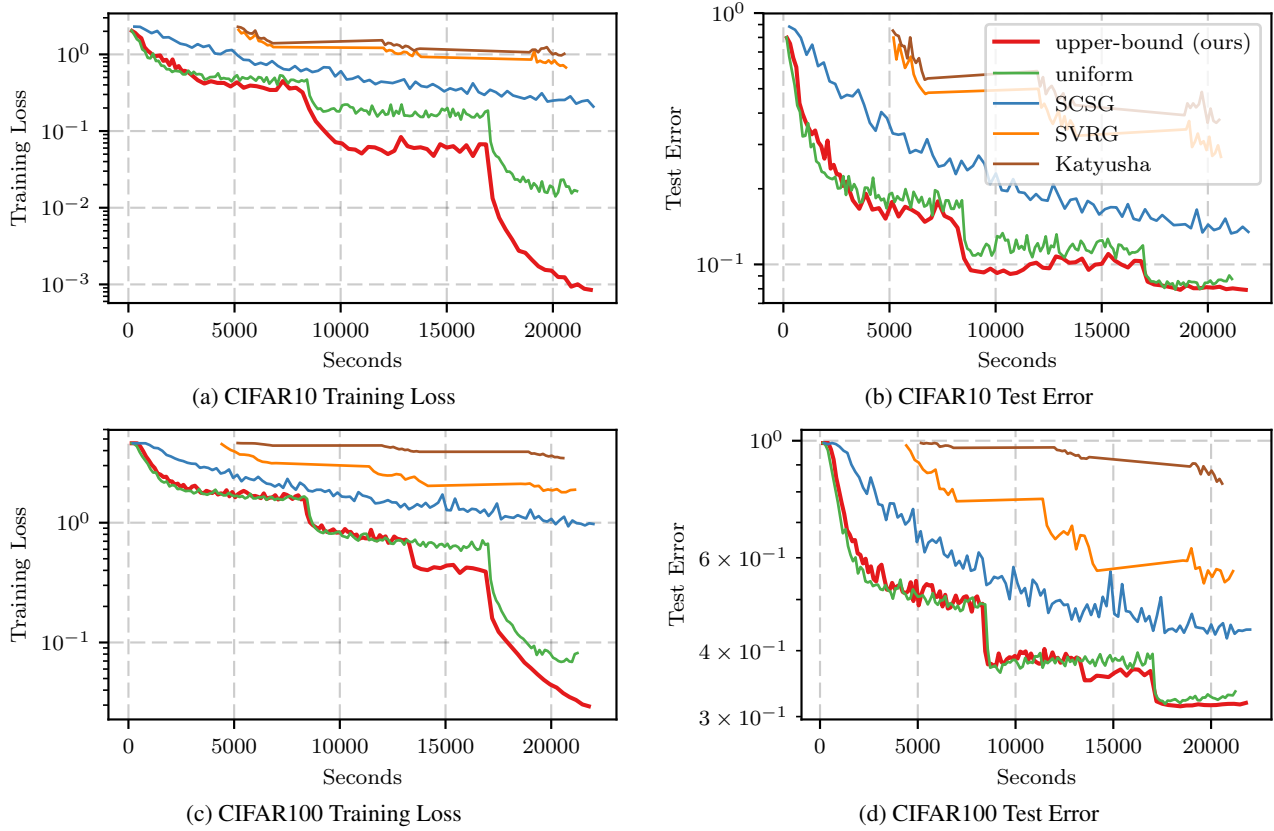 10^0
10^-1
10^-2
10^-3
Training Loss
0 5000 10000 15000 20000
Seconds
(a) CIFAR10 Training Loss
10^0
10^-1
Test Error
upper-bound (ours)
uniform
SCSG
SVRG
Katyusha
0 5000 10000 15000 20000
Seconds
(b) CIFAR10 Test Error
10^0
10^-1
Training Loss
0 5000 10000 15000 20000
Seconds
(c) CIFAR100 Training Loss
10^0
6 × 10^-1
4 × 10^-1
3 × 10^-1
Test Error
0 5000 10000 15000 20000
Seconds
(d) CIFAR100 Test Error